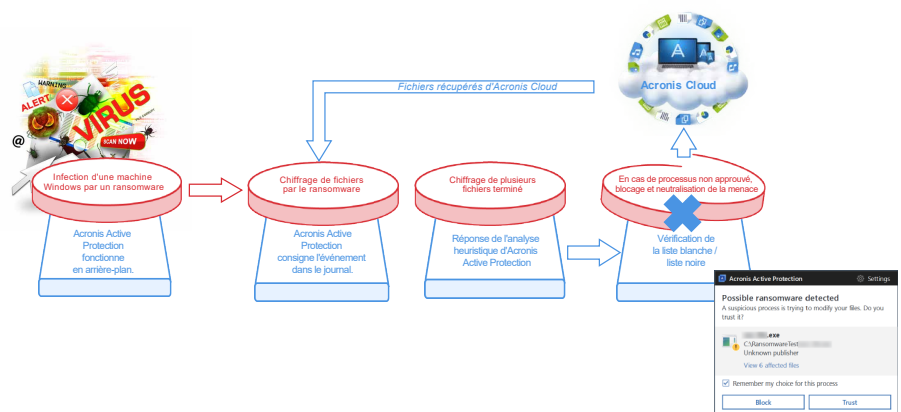 WARNING
ALERT
VIRUS
@
SCAN NOW
Fichiers récupérés d'Acronis Cloud
A
Acronis Cloud
Infection d'une machine
Windows par un ransomware
Chiffrage de fichiers
par le ransomware
Chiffrage de plusieurs
fichiers terminé
En cas de processus non approuvé,
blocage et neutralisation de la menace
Acronis Active
Protection
fonctionne
en arrière-plan.
Acronis Active
Protection
consigne l'événement
dans le journal.
Réponse de l'analyse
heuristique d'Acronis
Active Protection
Vérification de
la liste blanche /
liste noire
Acronis Active Protection
Settings
Possible ransomware detected
A suspicious process is trying to modify your files. Do you
trust it?
.exe
C:\RansomwareTest
Unknown publisher
View 6 affected files
Remember my choice for this process
Block
Trust